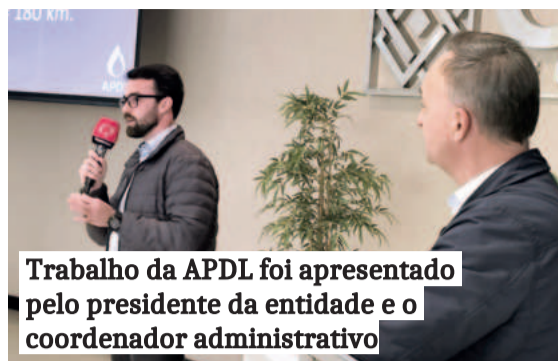 180 km.
APDL
Trabalho da APDL foi apresentado
pelo presidente da entidade e o
coordenador administrativo